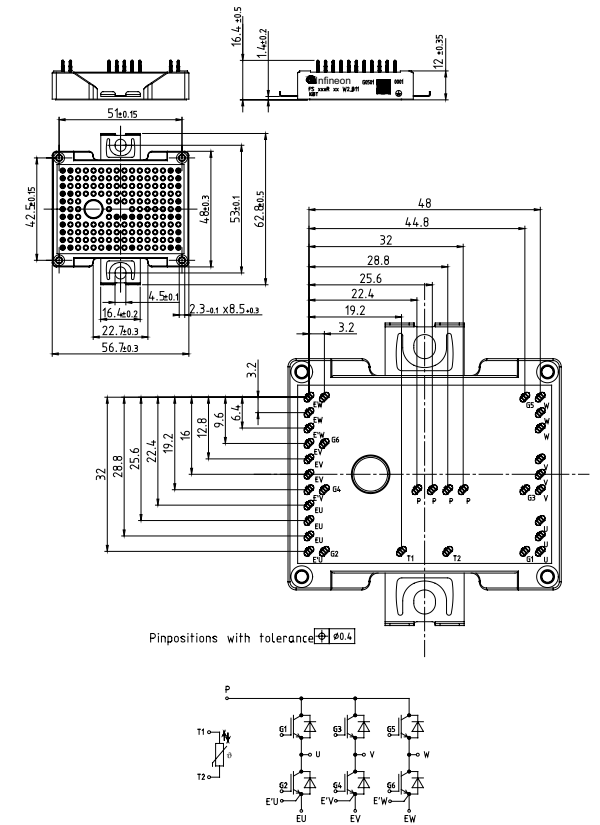 16.4 ±0.5
1.4±0.2
12 ±0.35
infineon
G0501 0001
FS xxxR xx W2_B11
IGBT
51±0.15
42.5±0.15
48±0.3
53±0.1
62.8±0.5
4.5±0.1
16.4±0.2
2.3-0.1 x8.5+0.3
22.7±0.3
56.7±0.3
48
44.8
32
28.8
25.6
22.4
19.2
3.2
3.2
6.4
9.6
12.8
16
19.2
22.4
25.6
28.8
32
EW
G5
W
EW
W
E'W
W
G6
EV
EV
V
EV
V
G4
E'V
P
P
P
P
G3
V
EU
EU
U
EU
U
E'U
G2
T1
T2
G1
U
Pinpositions with tolerance ⌖ ø0.4
P
T1
G1
G3
G5
ϑ
U
V
W
T2
G2
G4
G6
E'U
E'V
E'W
EU
EV
EW